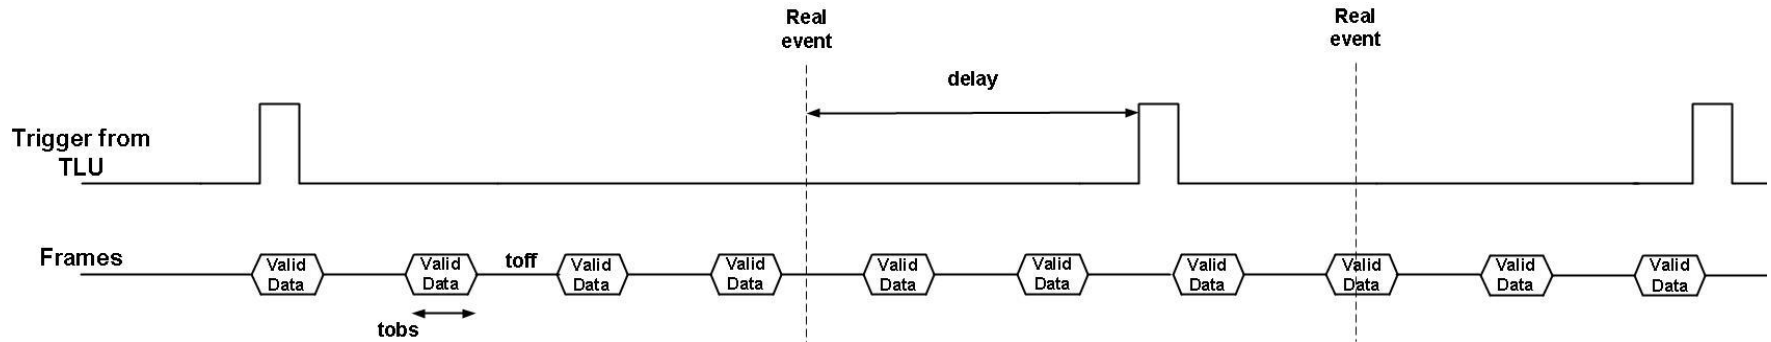 Real
event
Real
event
delay
Trigger from
TLU
Frames
Valid
Data
Valid
Data
toff
Valid
Data
Valid
Data
Valid
Data
Valid
Data
Valid
Data
Valid
Data
Valid
Data
Valid
Data
tobs